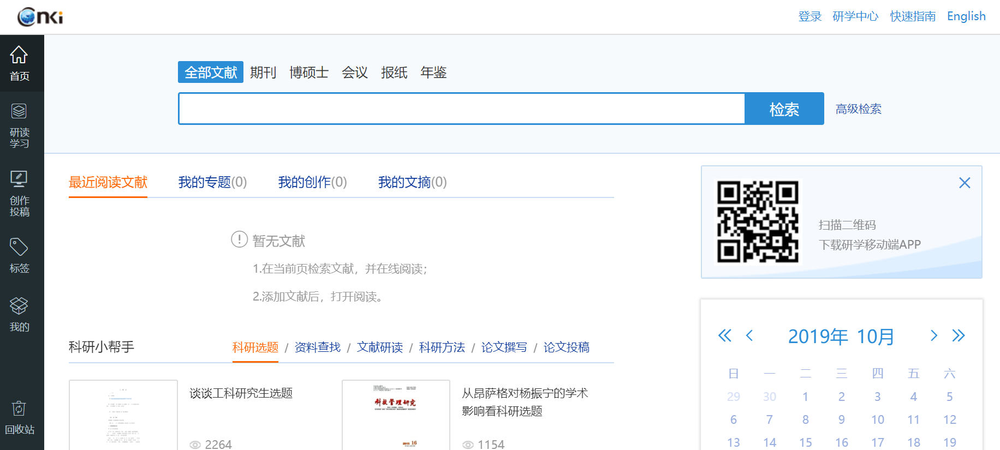 cnki
登录 研学中心 快速指南 English
首页
研读
学习
创作
投稿
标签
我的
回收站
全部文献 期刊 博硕士 会议 报纸 年鉴
检索 高级检索
最近阅读文献 我的专题(0) 我的创作(0) 我的文摘(0)
暂无文献
1.在当前页检索文献，并在线阅读；
2.添加文献后，打开阅读。
扫描二维码
下载研学移动端APP
科研小帮手 科研选题 / 资料查找 / 文献研读 / 科研方法 / 论文撰写 / 论文投稿
谈谈工科研究生选题
2264
科技管理研究
2015 16
从昂萨格对杨振宁的学术
影响看科研选题
1154
2019年 10月
日 一 二 三 四 五 六
29 30 1 2 3 4 5
6 7 8 9 10 11 12
13 14 15 16 17 18 19